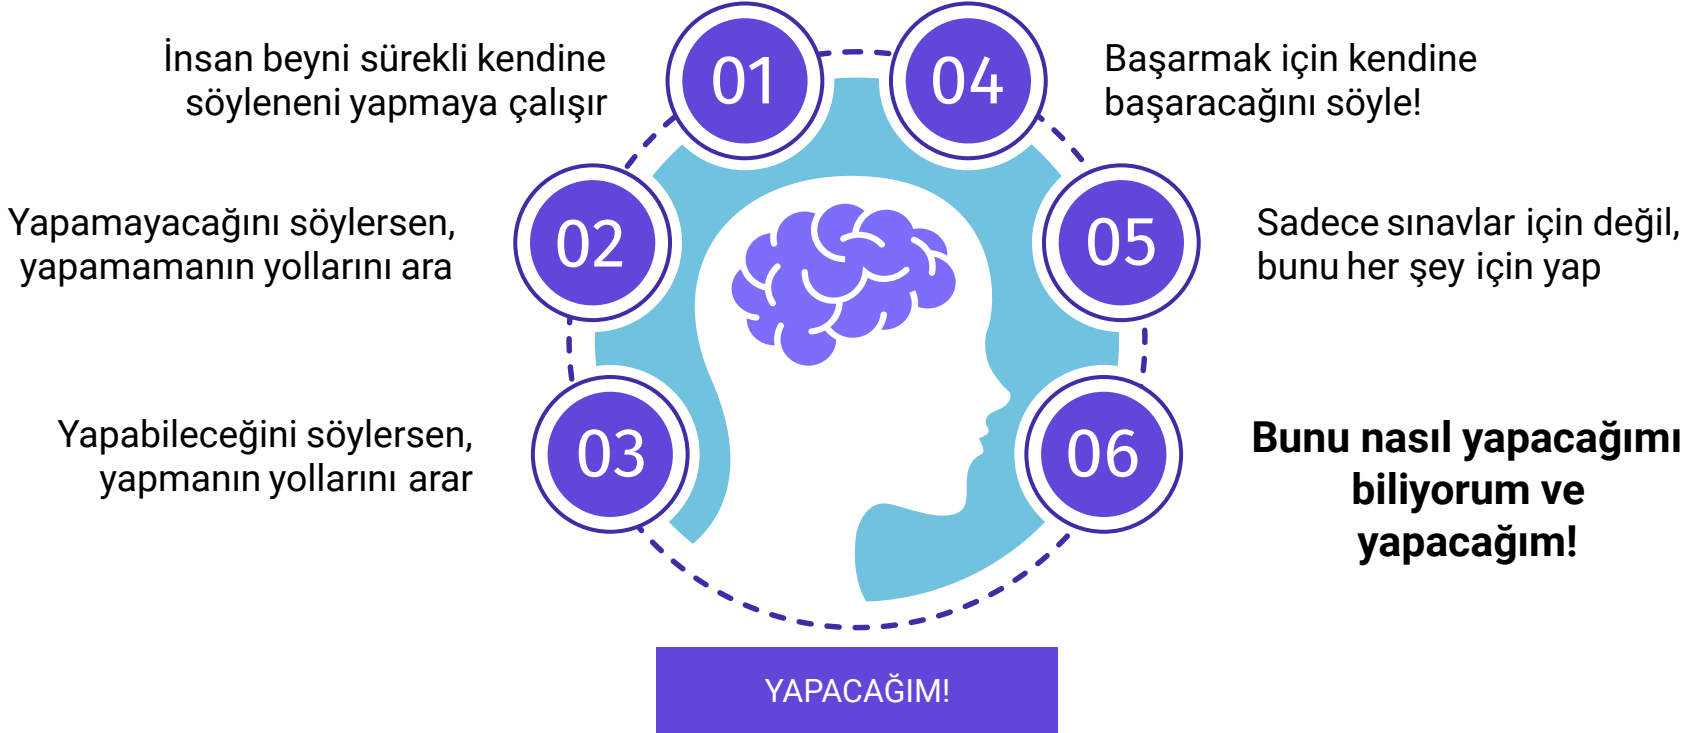 01
İnsan beyni sürekli kendine
söyleneni yapmaya çalışır
02
Yapamayacağını söylersen,
yapamamanın yollarını ara
03
Yapabileceğini söylersen,
yapmanın yollarını arar
04
Başarmak için kendine
başaracağını söyle!
05
Sadece sınavlar için değil,
bunu her şey için yap
06
Bunu nasıl yapacağımı
biliyorum ve
yapacağım!
YAPACAĞIM!